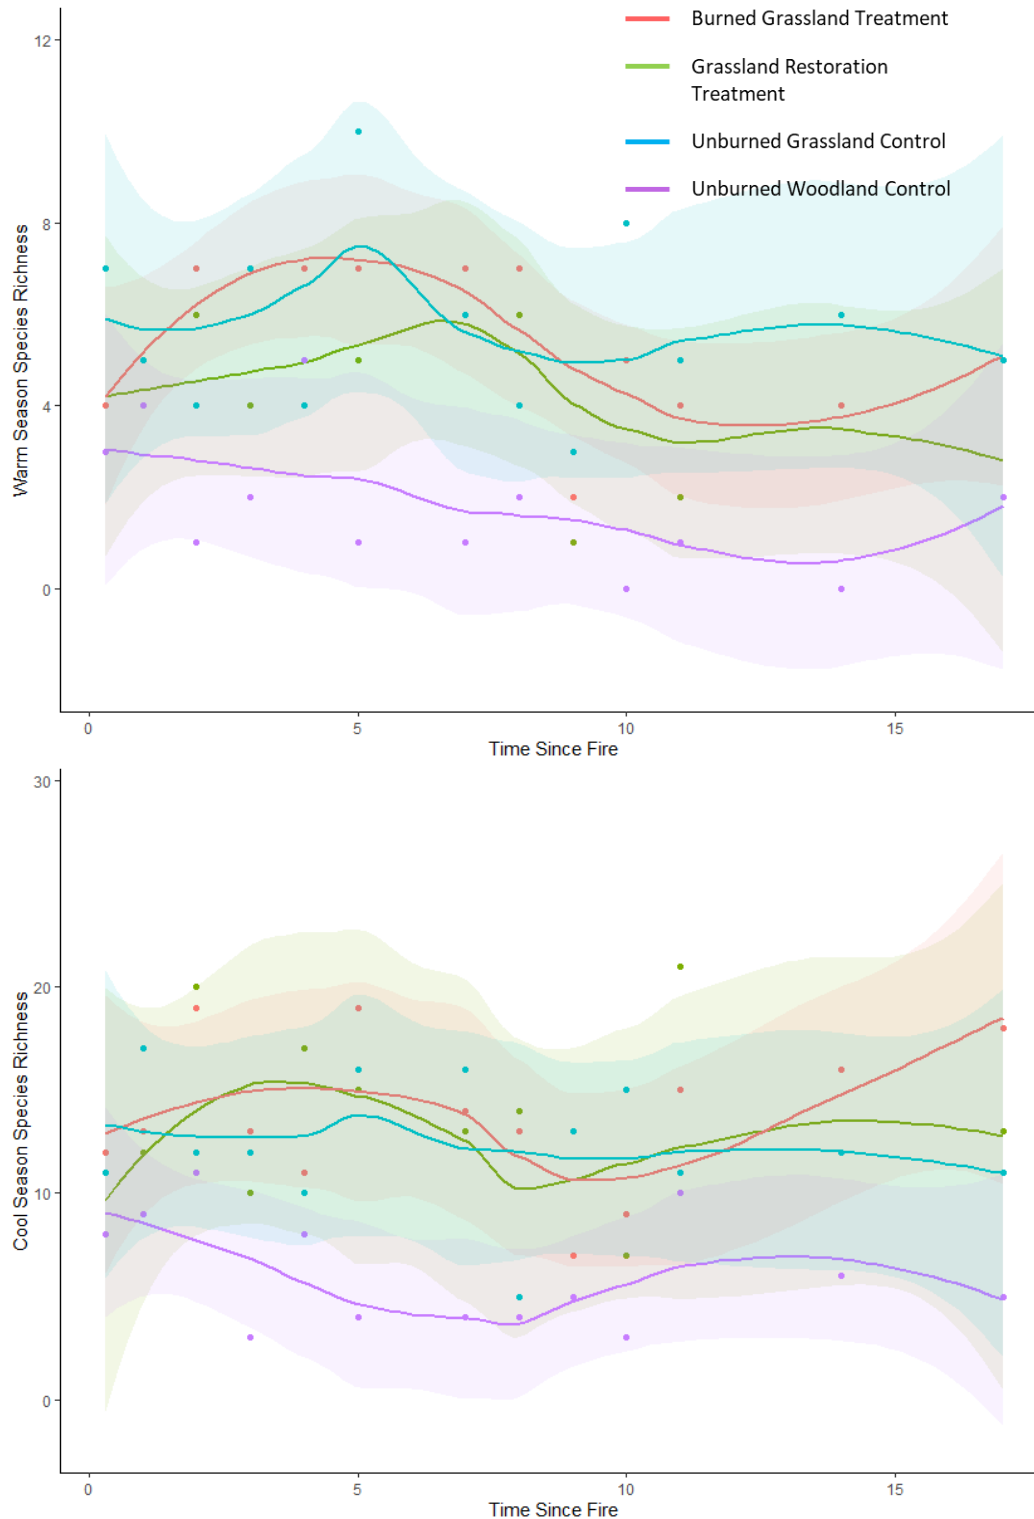 Burned Grassland Treatment
Grassland Restoration
Treatment
Unburned Grassland Control
Unburned Woodland Control
Warm Season Species Richness
12
8
4
0
0
5
10
15
Time Since Fire
Cool Season Species Richness
30
20
10
0
0
5
10
15
Time Since Fire